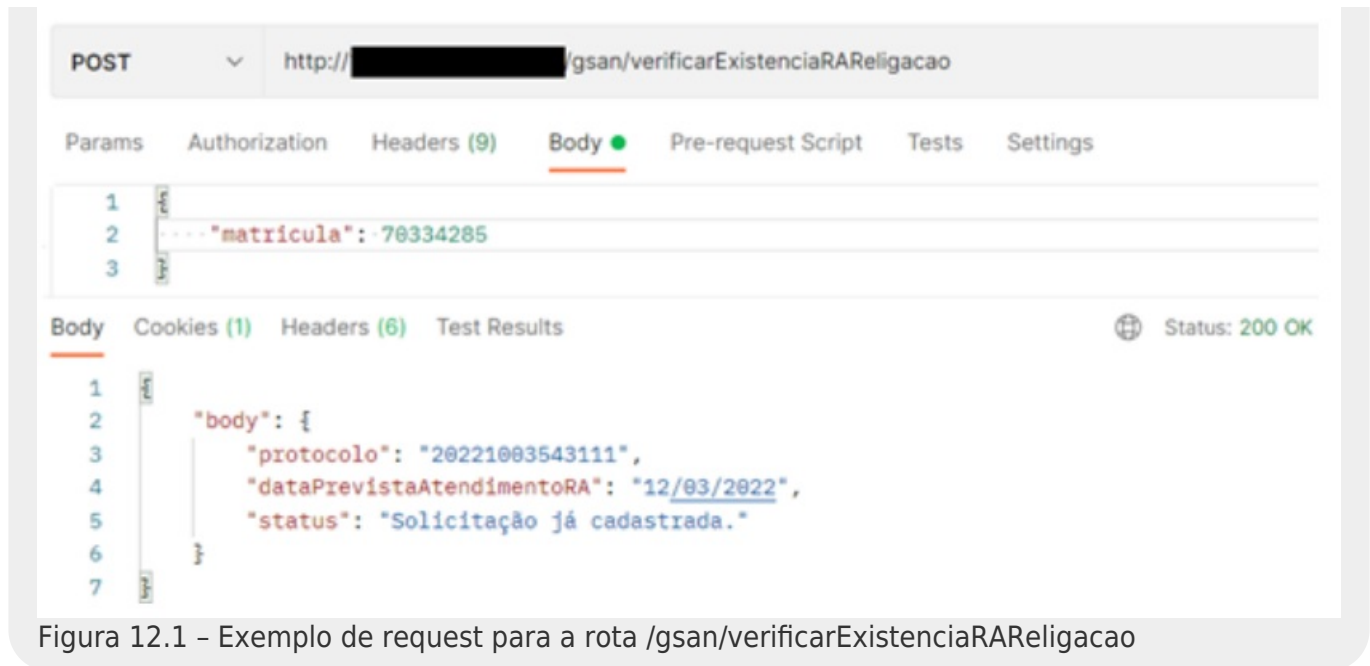 POST http:// /gsan/verificarExistenciaRAReligacao
Params Authorization Headers (9) Body Pre-request Script Tests Settings
1 {
2 "matricula": 70334285
3 }
Body Cookies (1) Headers (6) Test Results Status: 200 OK
1 {
2 "body": {
3 "protocolo": "20221003543111",
4 "dataPrevistaAtendimentoRA": "12/03/2022",
5 "status": "Solicitação já cadastrada."
6 }
7 }
Figura 12.1 – Exemplo de request para a rota /gsan/verificarExistenciaRAReligacao